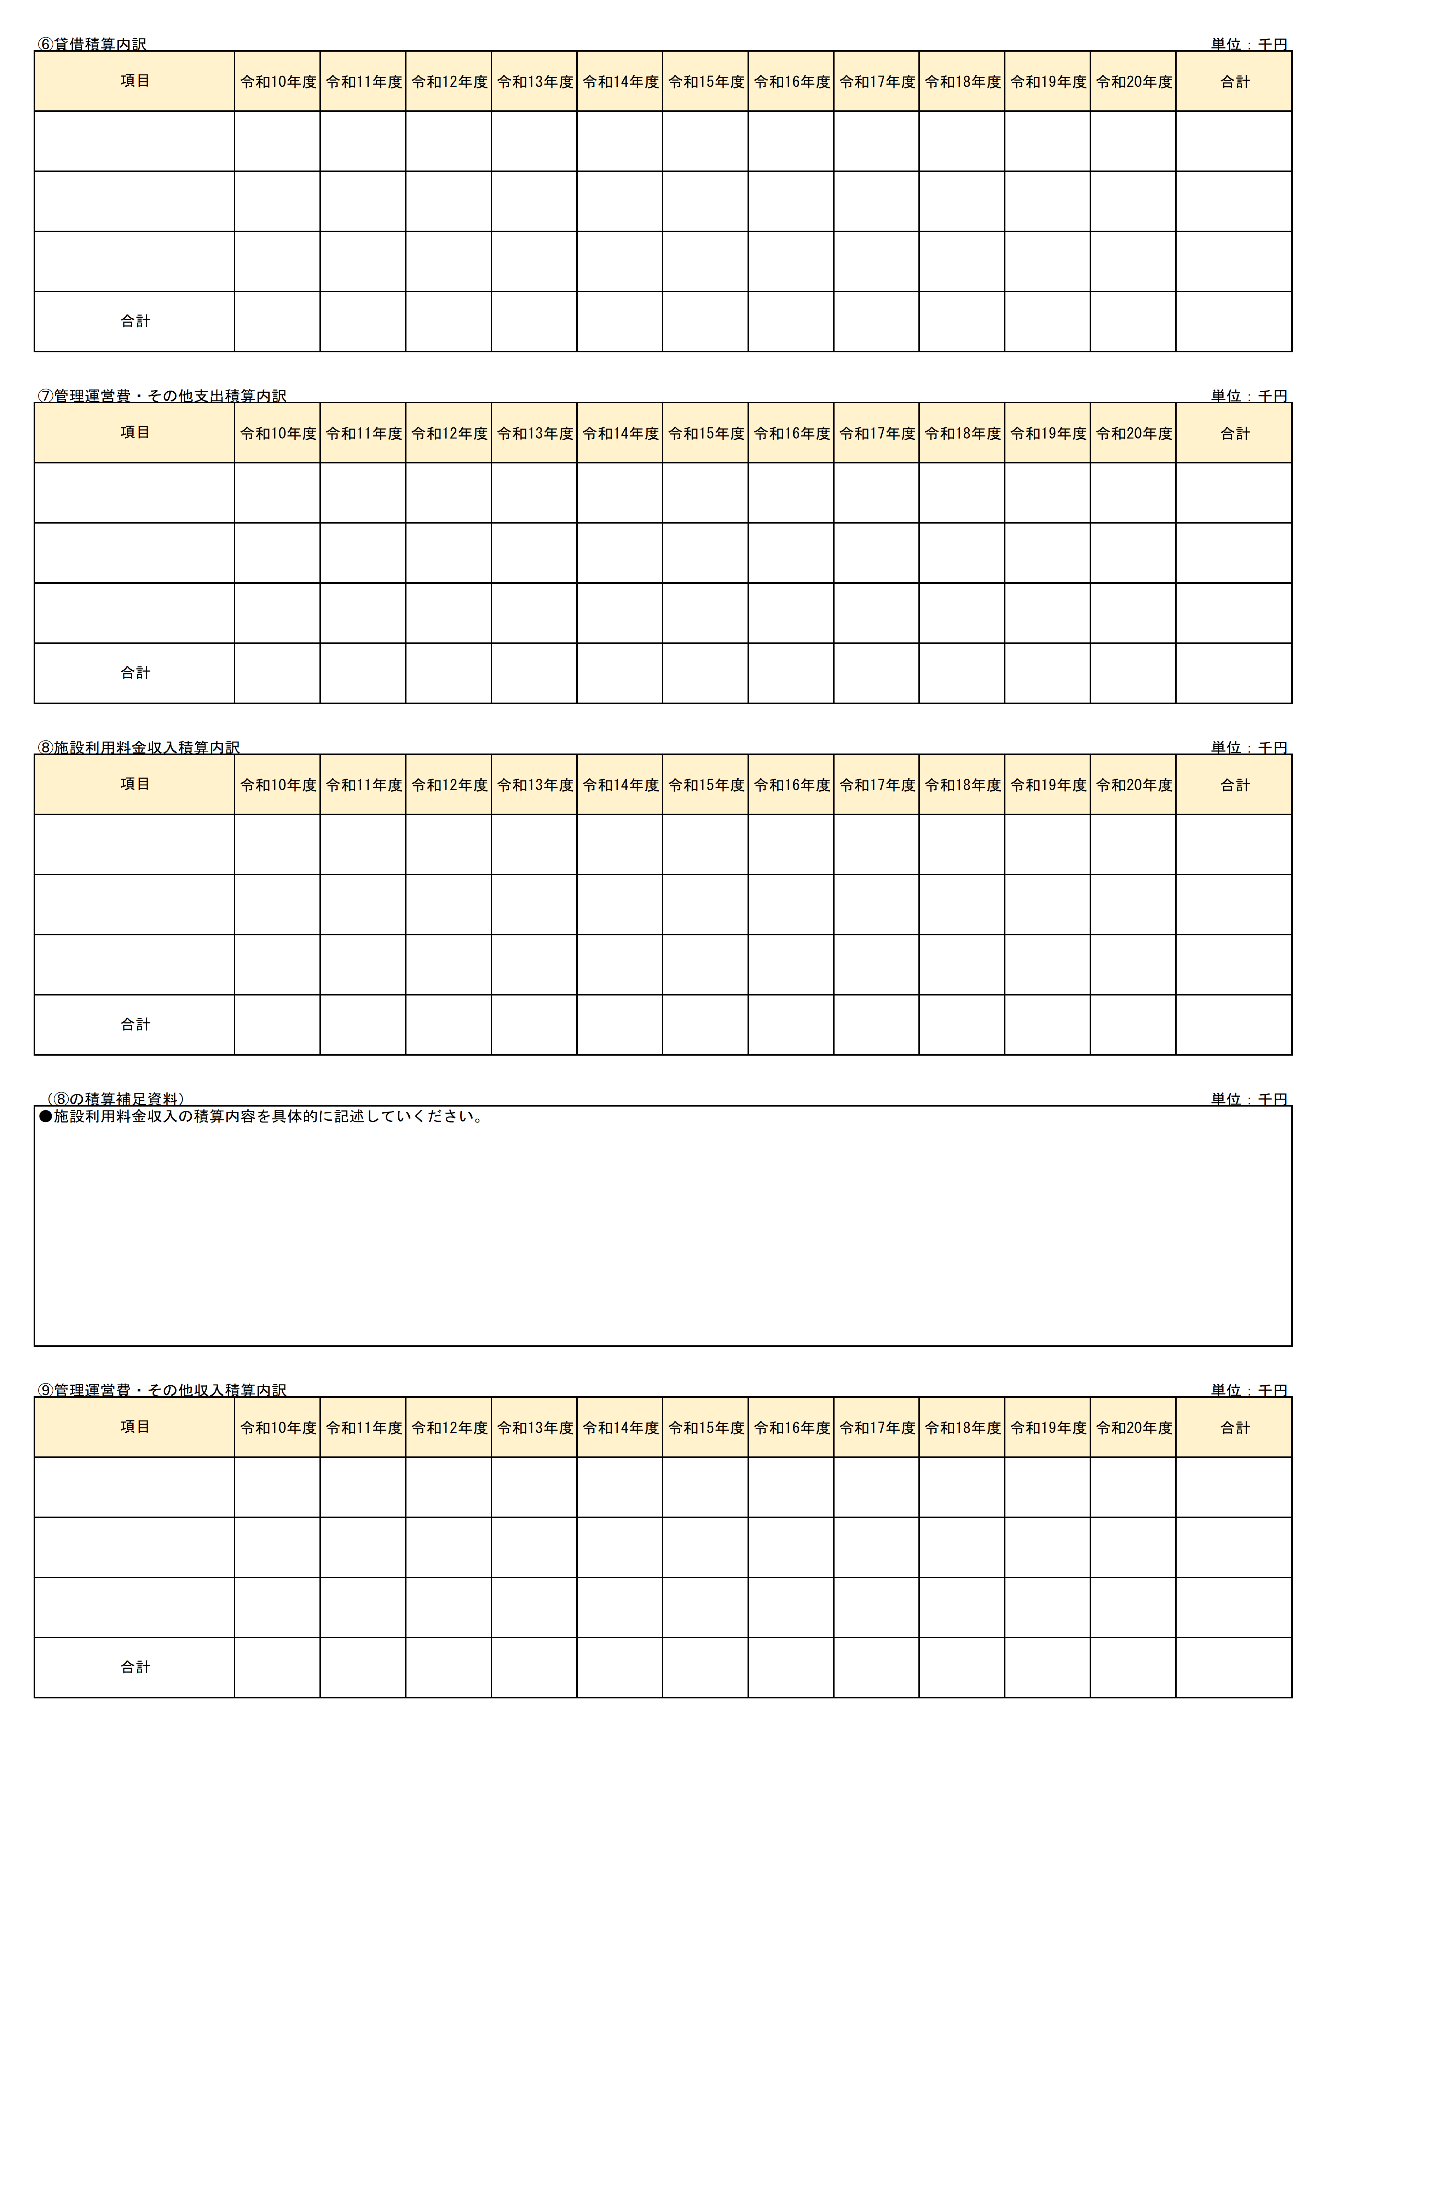 ⑥貸借積算内訳 単位：千円
項目 令和10年度 令和11年度 令和12年度 令和13年度 令和14年度 令和15年度 令和16年度 令和17年度 令和18年度 令和19年度 令和20年度 合計
合計
⑦管理運営費・その他支出積算内訳 単位：千円
項目 令和10年度 令和11年度 令和12年度 令和13年度 令和14年度 令和15年度 令和16年度 令和17年度 令和18年度 令和19年度 令和20年度 合計
合計
⑧施設利用料金収入積算内訳 単位：千円
項目 令和10年度 令和11年度 令和12年度 令和13年度 令和14年度 令和15年度 令和16年度 令和17年度 令和18年度 令和19年度 令和20年度 合計
合計
（⑧の積算補足資料） 単位：千円
●施設利用料金収入の積算内容を具体的に記述していください。
⑨管理運営費・その他収入積算内訳 単位：千円
項目 令和10年度 令和11年度 令和12年度 令和13年度 令和14年度 令和15年度 令和16年度 令和17年度 令和18年度 令和19年度 令和20年度 合計
合計